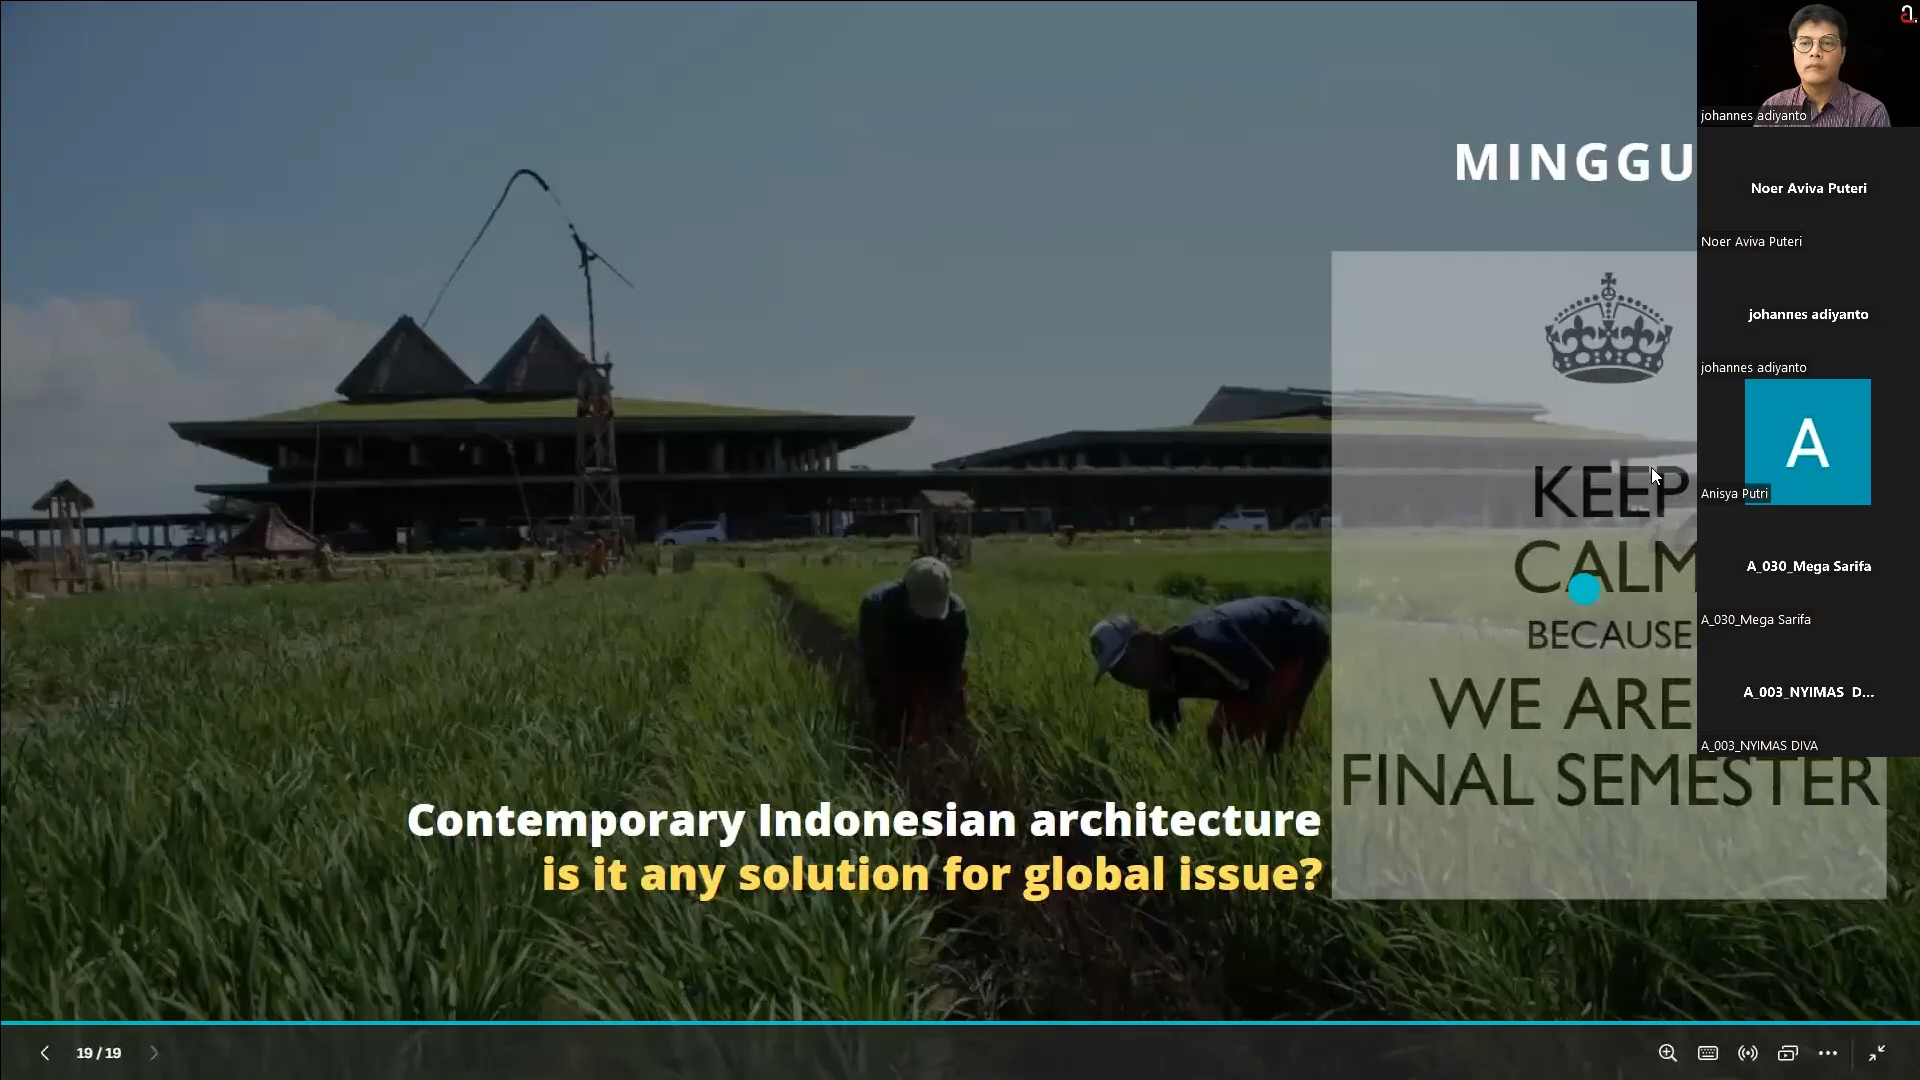 MINGGU
KEEP
CALM
BECAUSE
WE ARE
FINAL SEMESTER
Contemporary Indonesian architecture
is it any solution for global issue?
johannes adiyanto
Noer Aviva Puteri
Noer Aviva Puteri
johannes adiyanto
johannes adiyanto
A
Anisya Putri
A_030_Mega Sarifa
A_030_Mega Sarifa
A_003_NYIMAS D...
A_003_NYIMAS DIVA
19 / 19